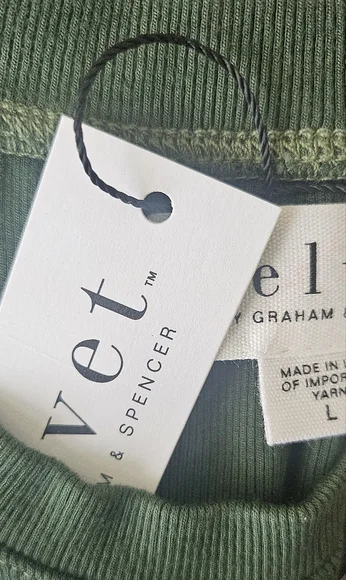 vet™
M & SPENCER
el
Y GRAHAM &
MADE IN
OF IMPOR
YARN
L